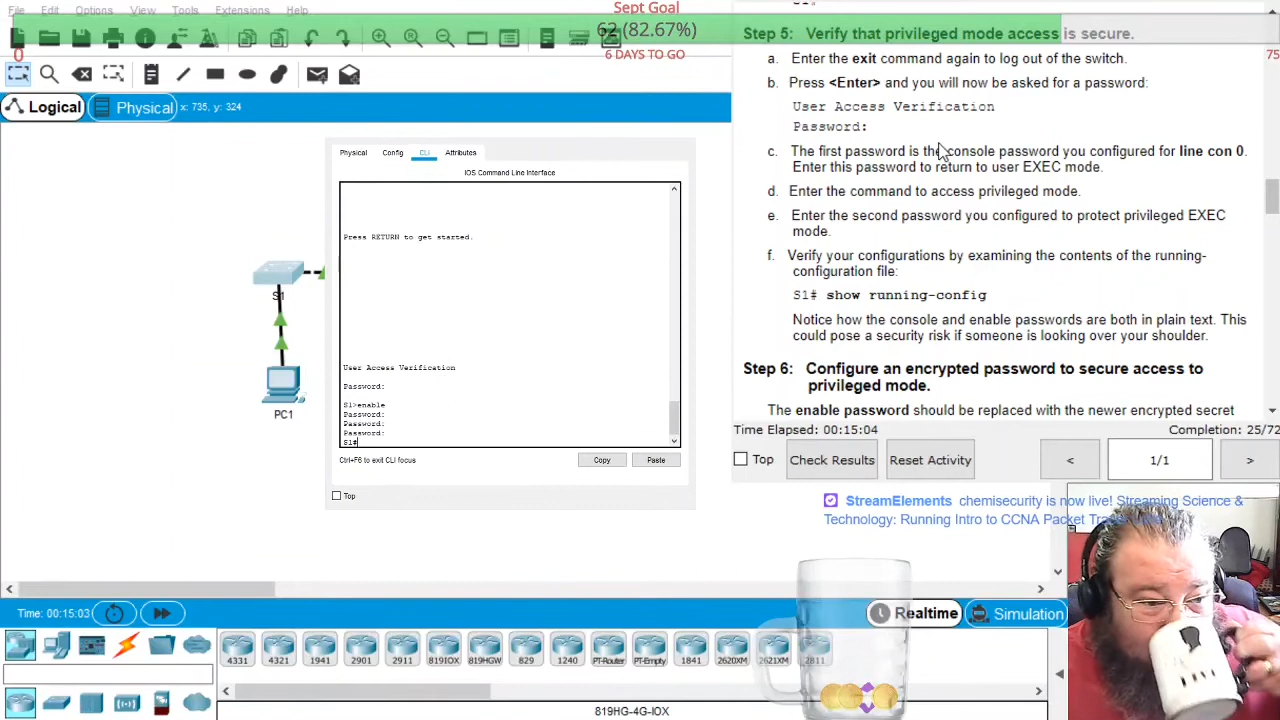 File Edit Options View Tools Extensions Help
Sept Goal
62 (82.67%)
6 DAYS TO GO
0
75
Logical Physical x: 735, y: 324
Physical Config CLI Attributes
IOS Command Line Interface
Press RETURN to get started.
User Access Verification
Password:
S1>enable
Password:
Password:
Password:
S1#
Ctrl+F6 to exit CLI focus Copy Paste
Top
S1
PC1
Step 5: Verify that privileged mode access is secure.
a. Enter the exit command again to log out of the switch.
b. Press <Enter> and you will now be asked for a password:
User Access Verification
Password:
c. The first password is the console password you configured for line con 0.
Enter this password to return to user EXEC mode.
d. Enter the command to access privileged mode.
e. Enter the second password you configured to protect privileged EXEC
mode.
f. Verify your configurations by examining the contents of the running-
configuration file:
S1# show running-config
Notice how the console and enable passwords are both in plain text. This
could pose a security risk if someone is looking over your shoulder.
Step 6: Configure an encrypted password to secure access to
privileged mode.
The enable password should be replaced with the newer encrypted secret
Time Elapsed: 00:15:04 Completion: 25/72
Top Check Results Reset Activity < 1/1 >
StreamElements chemisecurity is now live! Streaming Science &
Technology: Running Intro to CCNA Packet
Time: 00:15:03 Realtime Simulation
4331 4321 1941 2901 2911 819IOX 819HGW 829 1240 PT-Router PT-Empty 1841 2620XM 2621XM 2811
819HG-4G-IOX